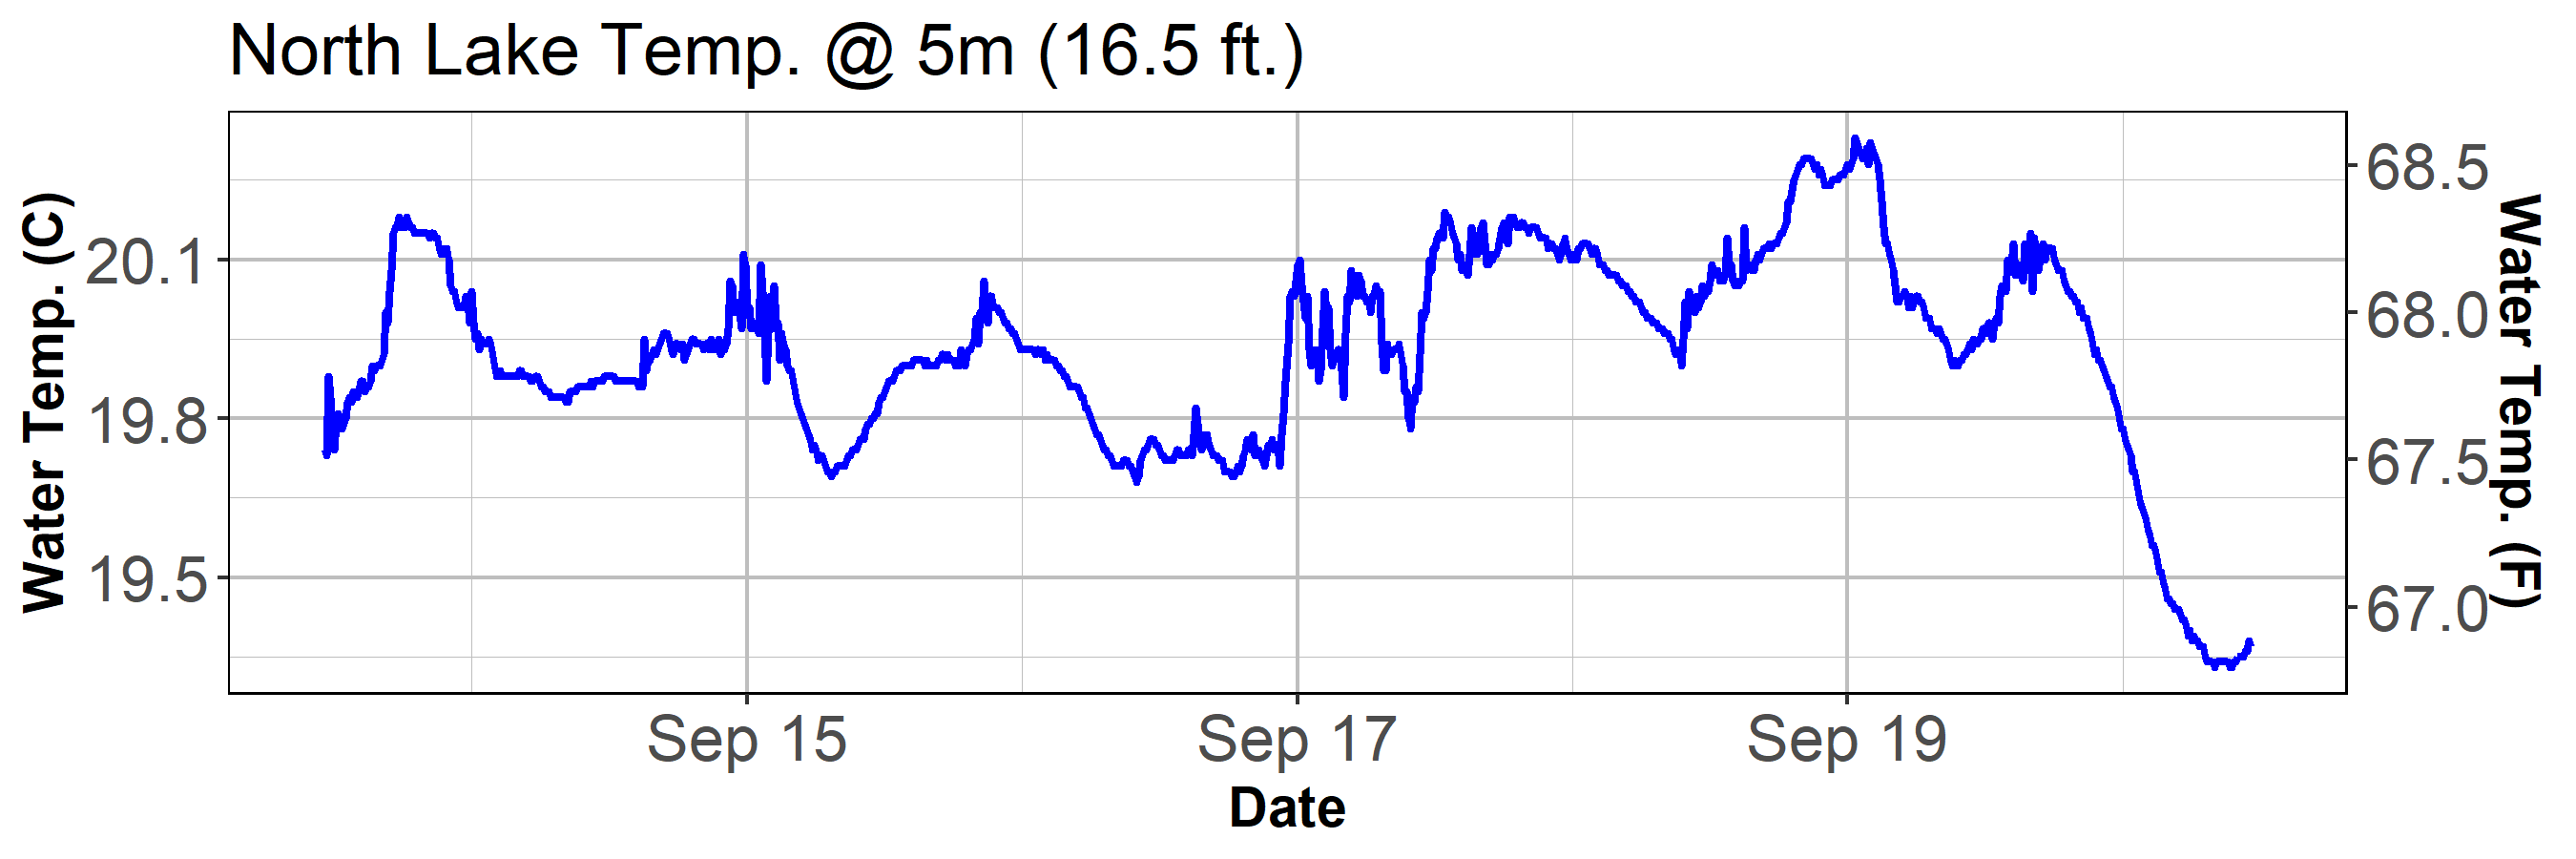 North Lake Temp. @ 5m (16.5 ft.)
Water Temp. (C)
20.1
19.8
19.5
68.5
68.0
67.5
67.0
Water Temp. (F)
Sep 15
Sep 17
Sep 19
Date